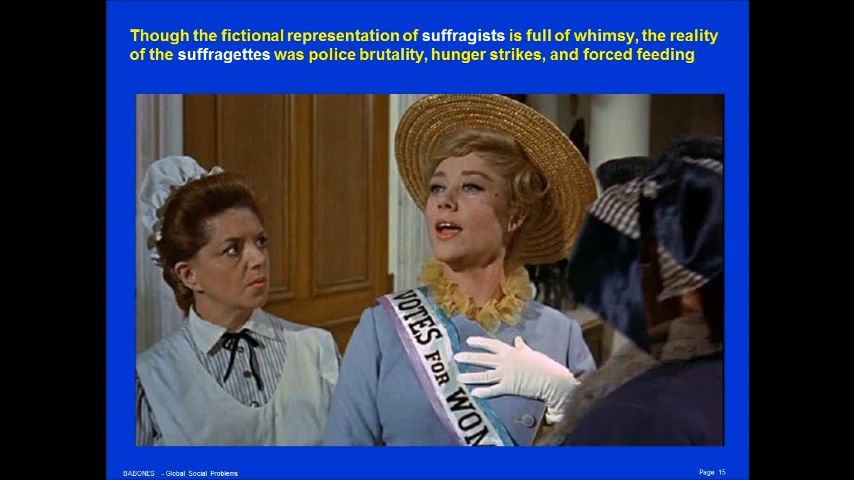 Though the fictional representation of suffragists is full of whimsy, the reality
of the suffragettes was police brutality, hunger strikes, and forced feeding
VOTES FOR WOM
BABONES - Global Social Problems
Page 15